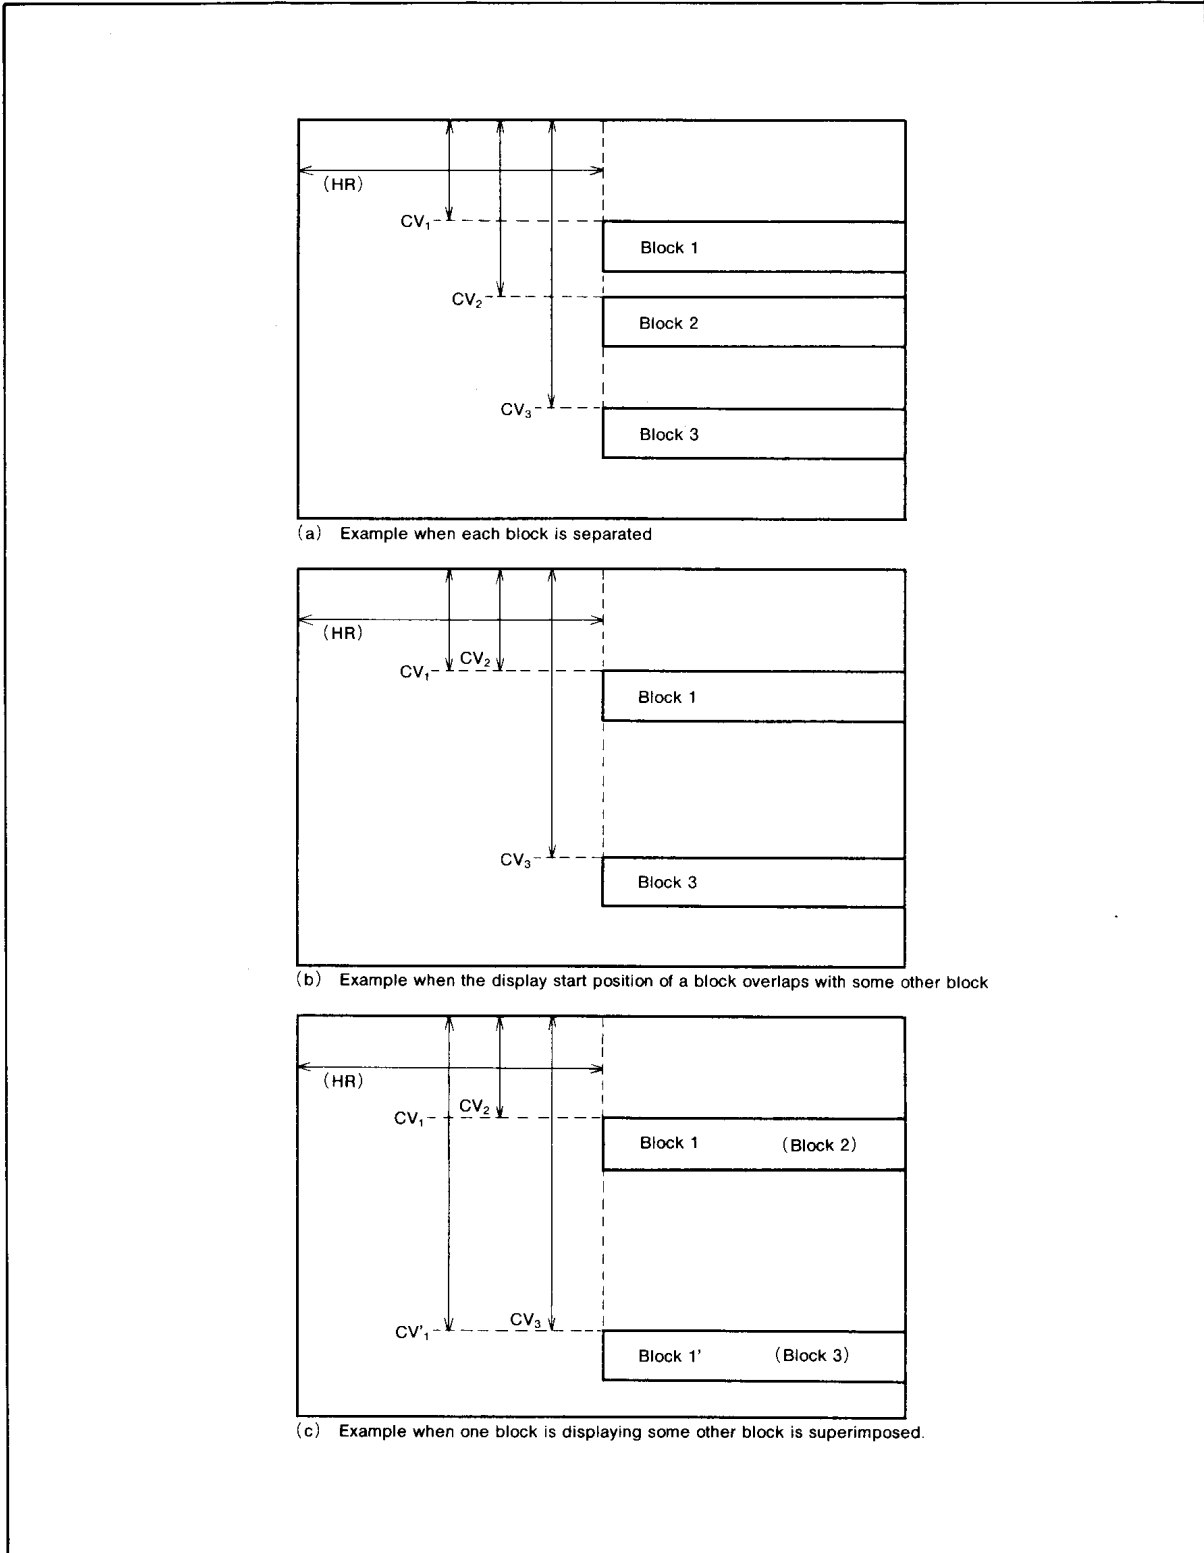 (HR)
CV₁
Block 1
CV₂
Block 2
CV₃
Block 3
(a) Example when each block is separated
(HR)
CV₁ CV₂
Block 1
CV₃
Block 3
(b) Example when the display start position of a block overlaps with some other block
(HR)
CV₁ CV₂
Block 1 (Block 2)
CV'₁ CV₃
Block 1' (Block 3)
(c) Example when one block is displaying some other block is superimposed.